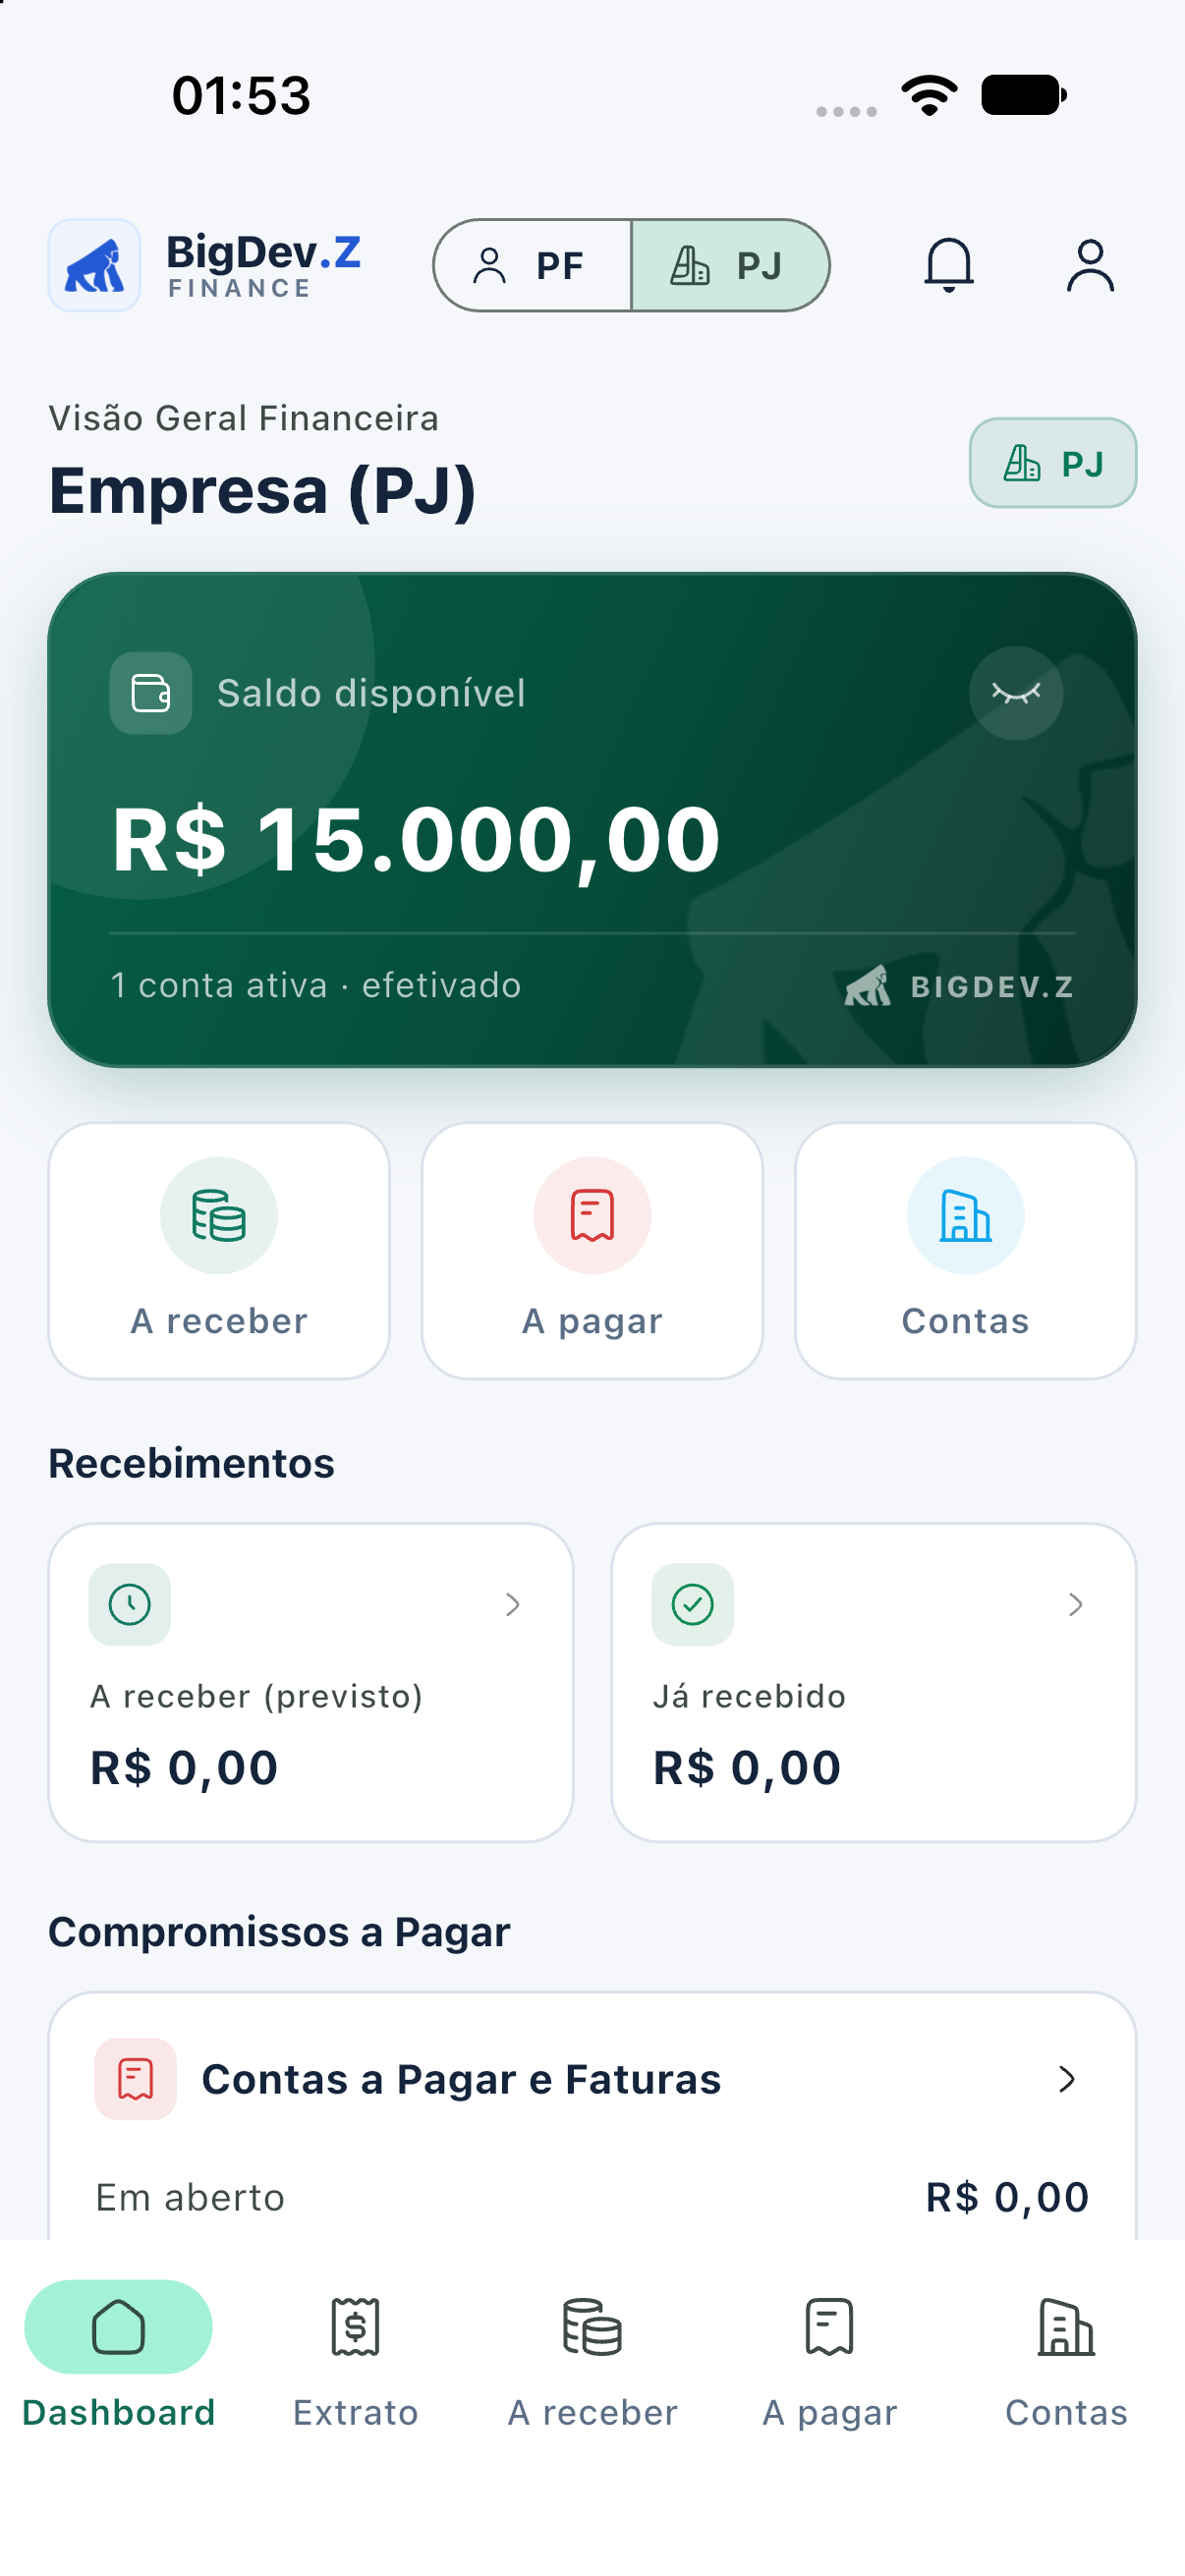 01:53
BigDev.Z
FINANCE
PF
PJ
Visão Geral Financeira
Empresa (PJ)
PJ
Saldo disponível
R$ 15.000,00
1 conta ativa · efetivado
BIGDEV.Z
A receber
A pagar
Contas
Recebimentos
A receber (previsto)
R$ 0,00
Já recebido
R$ 0,00
Compromissos a Pagar
Contas a Pagar e Faturas
Em aberto
R$ 0,00
Dashboard
Extrato
A receber
A pagar
Contas